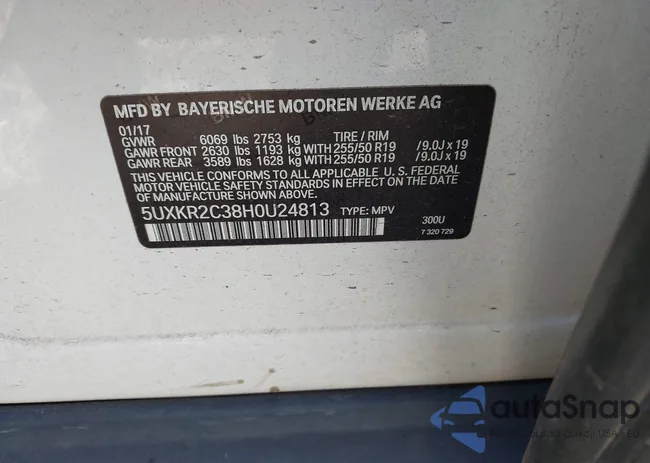 MFD BY BAYERISCHE MOTOREN WERKE AG
01/17
GVWR 6069 lbs 2753 kg TIRE / RIM
GAWR FRONT 2630 lbs 1193 kg WITH 255/50 R19 /9.0J x 19
GAWR REAR 3589 lbs 1628 kg WITH 255/50 R19 /9.0J x 19
THIS VEHICLE CONFORMS TO ALL APPLICABLE U. S. FEDERAL
MOTOR VEHICLE SAFETY STANDARDS IN EFFECT ON THE DATE
OF MANUFACTURE SHOWN ABOVE.
5UXKR2C38H0U24813 TYPE: MPV 300U
7 320 729
autoSnap